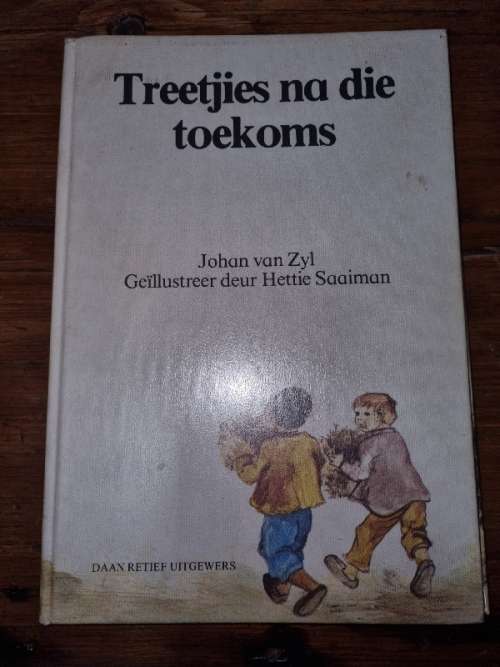 Treetjies na die
toekoms
Johan van Zyl
Geïllustreer deur Hettie Saaiman
DAAN RETIEF UITGEWERS